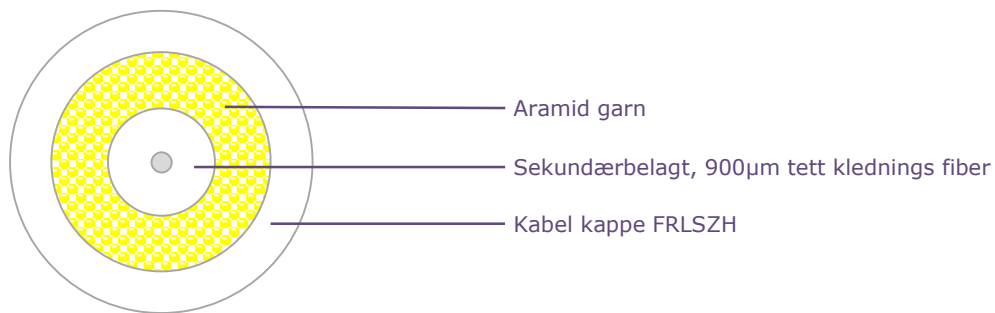 Aramid garn
Sekundærbelagt, 900µm tett klednings fiber
Kabel kappe FRLSZH